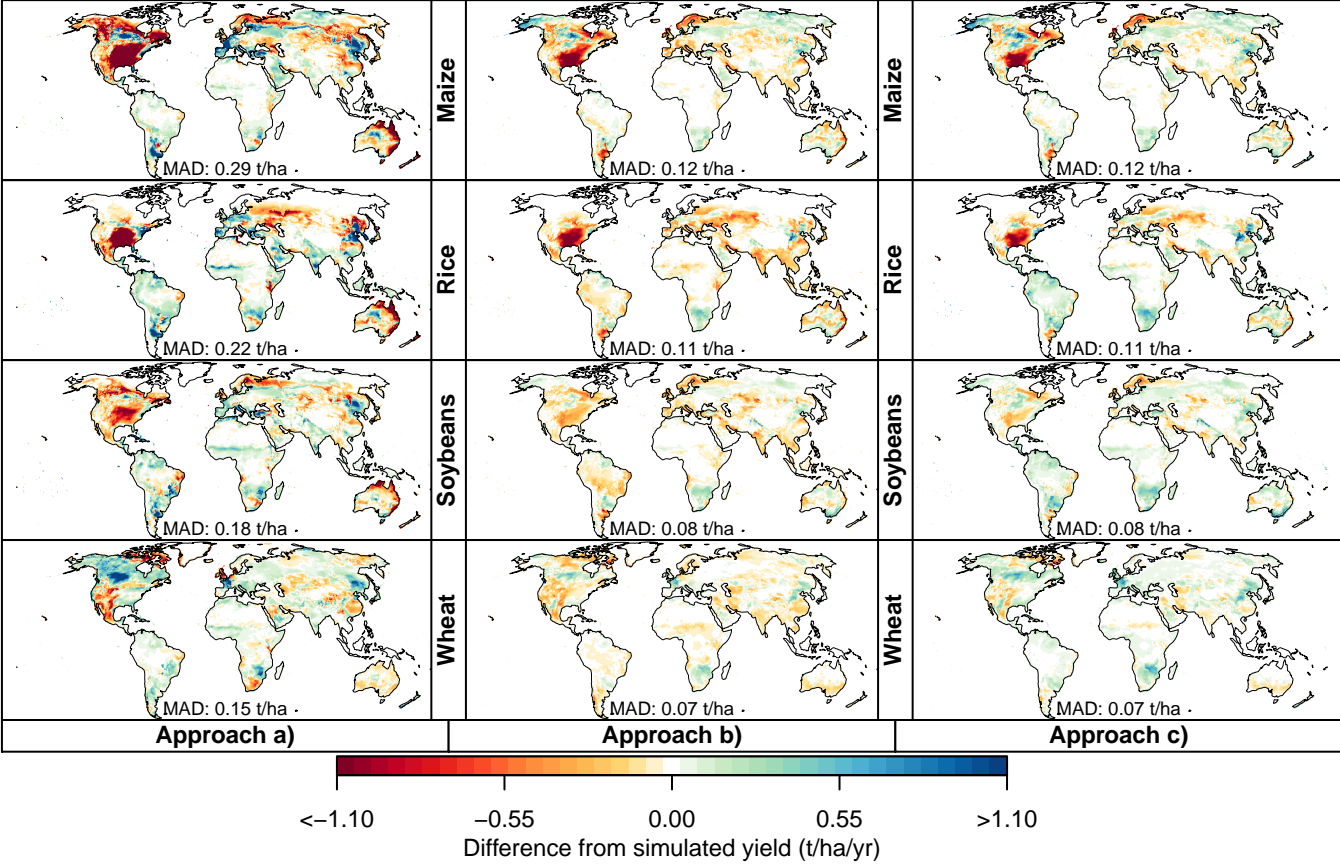 Maize
Maize
MAD: 0.29 t/ha
MAD: 0.12 t/ha
MAD: 0.12 t/ha
Rice
Rice
MAD: 0.22 t/ha
MAD: 0.11 t/ha
MAD: 0.11 t/ha
Soybeans
Soybeans
MAD: 0.18 t/ha
MAD: 0.08 t/ha
MAD: 0.08 t/ha
Wheat
Wheat
MAD: 0.15 t/ha
MAD: 0.07 t/ha
MAD: 0.07 t/ha
Approach a)
Approach b)
Approach c)
<−1.10 −0.55 0.00 0.55 >1.10
Difference from simulated yield (t/ha/yr)